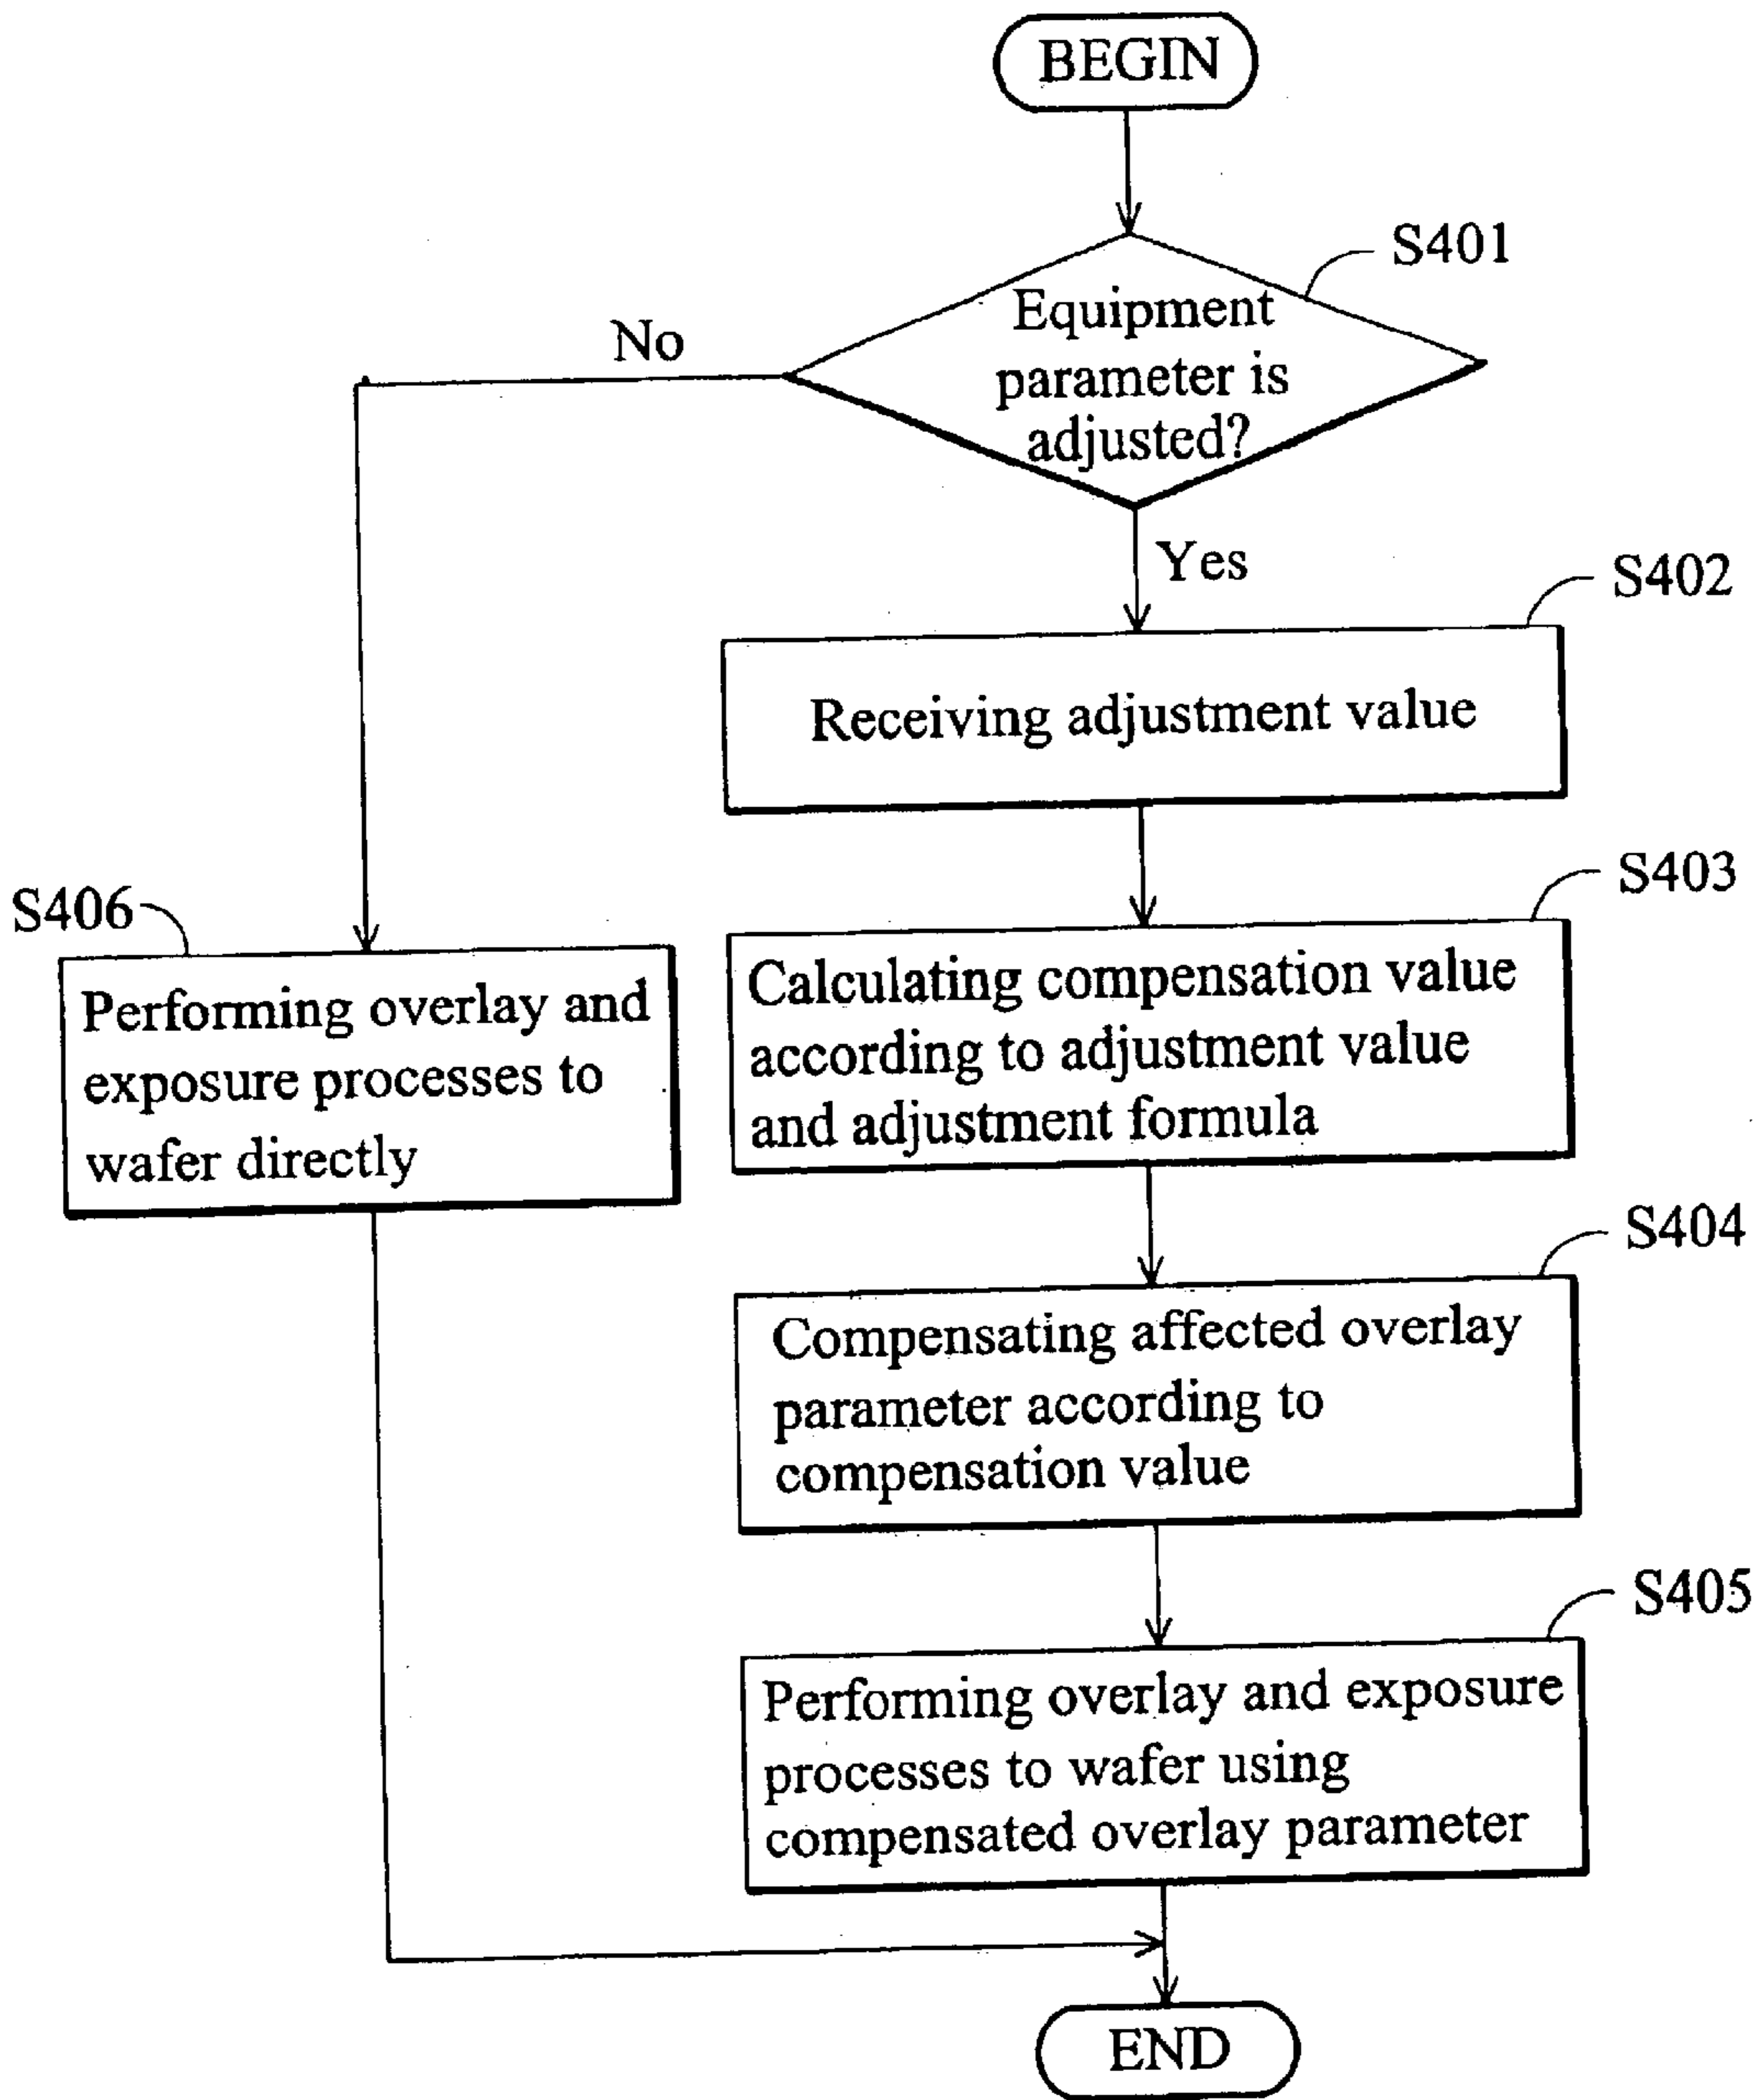 BEGIN
S401
Equipment
parameter is
adjusted?
No
Yes
S402
Receiving adjustment value
S403
Calculating compensation value
according to adjustment value
and adjustment formula
S406
Performing overlay and
exposure processes to
wafer directly
S404
Compensating affected overlay
parameter according to
compensation value
S405
Performing overlay and exposure
processes to wafer using
compensated overlay parameter
END